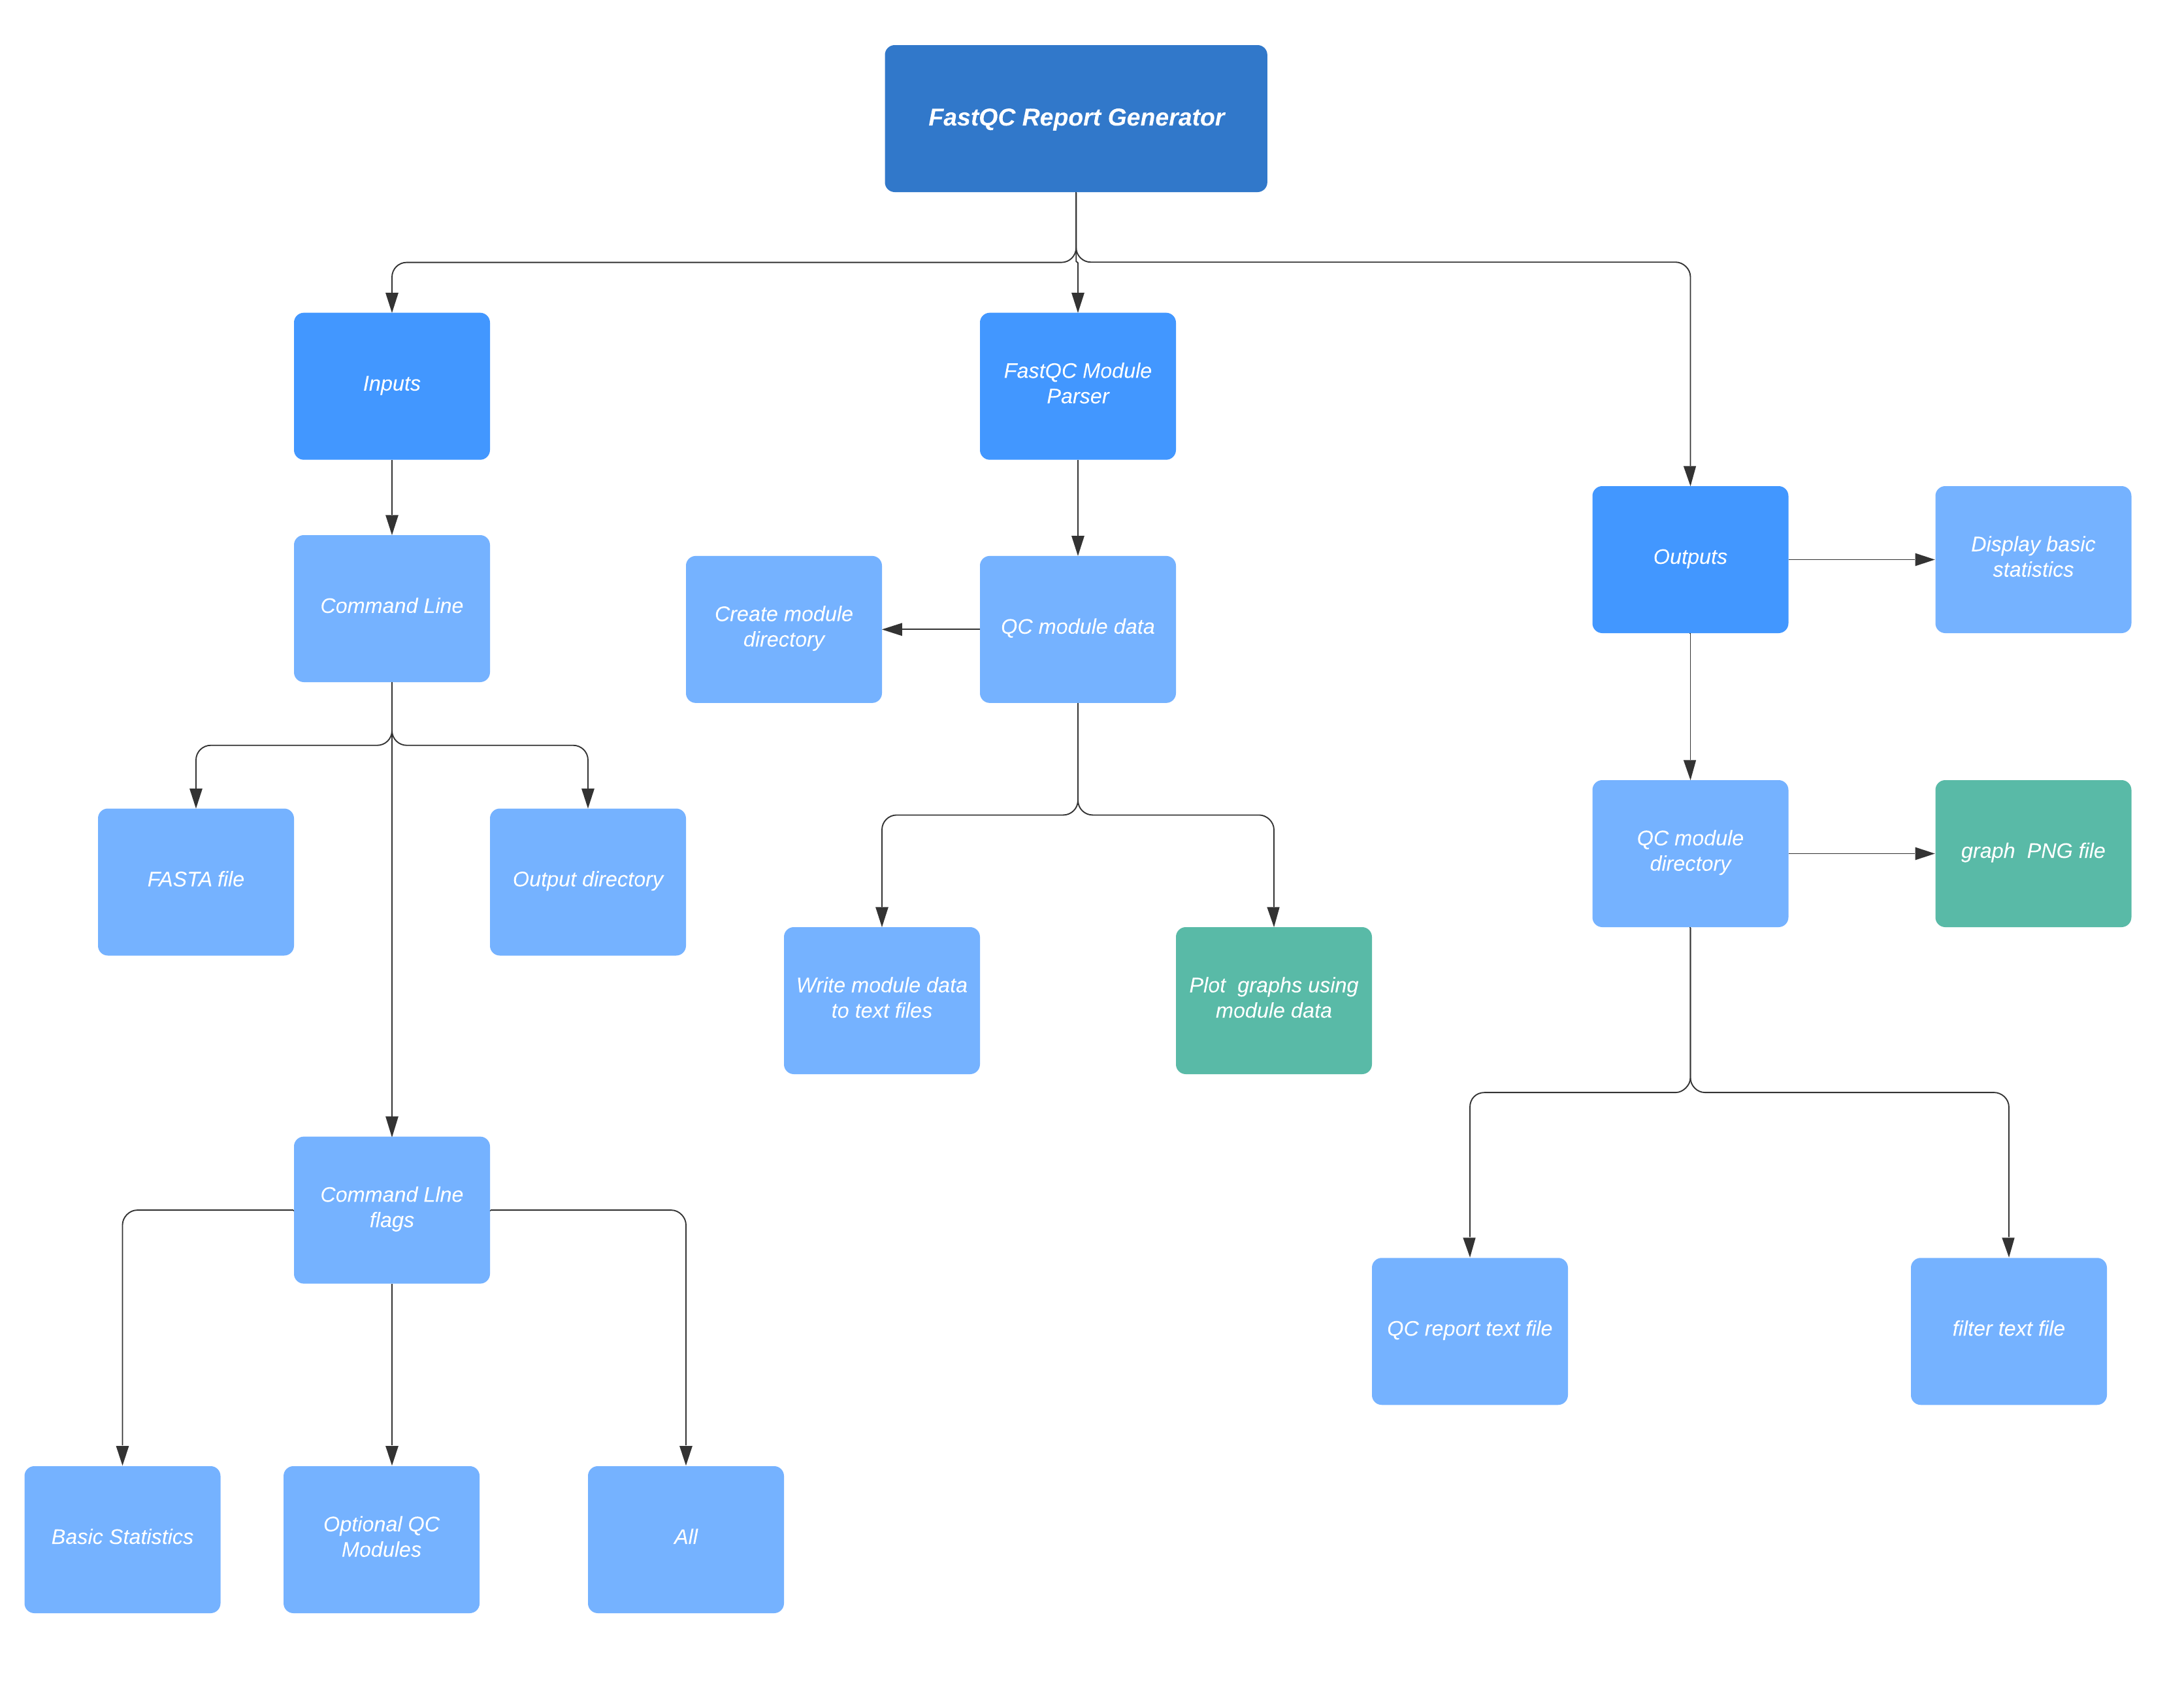 FastQC Report Generator
Inputs
FastQC Module
Parser
Outputs
Display basic
statistics
Command Line
Create module
directory
QC module data
FASTA file
Output directory
QC module
directory
graph  PNG file
Write module data
to text files
Plot  graphs using
module data
Command LIne
flags
QC report text file
filter text file
Basic Statistics
Optional QC
Modules
All